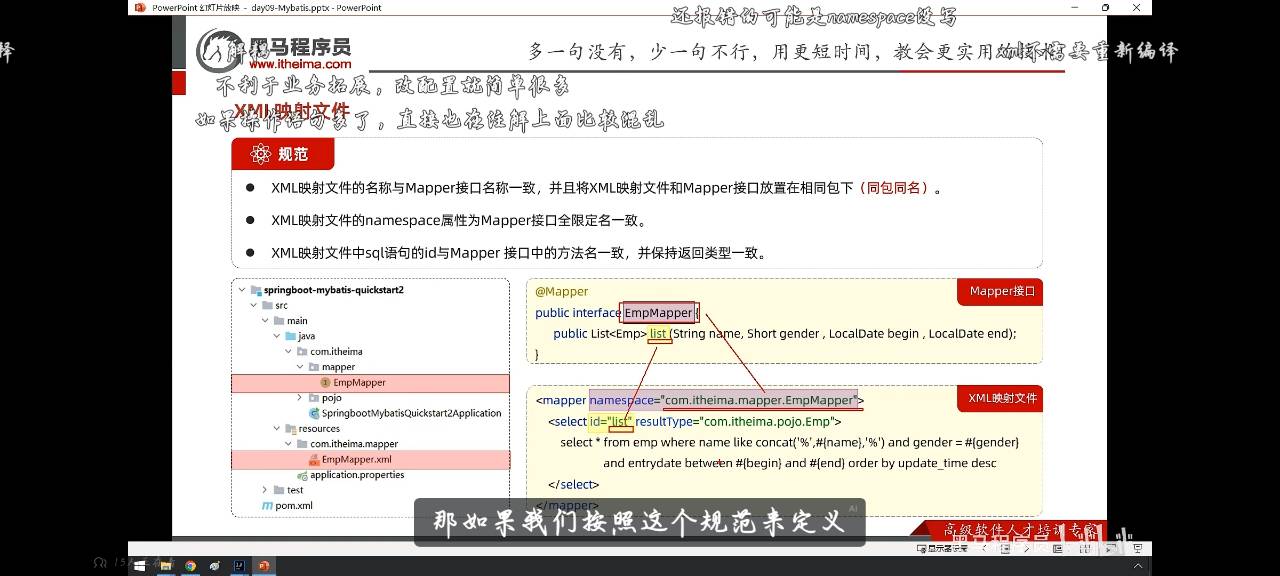 PowerPoint 幻灯片放映 - day09-Mybatis.pptx - PowerPoint
还报错的可能是namespace没写
黑马程序员
www.itheima.com
解耦
多一句没有，少一句不行，用更短时间，教会更实用的技术
需要重新编译
不利于业务拓展，改配置就简单很多
XML映射文件
如果操作语句多了，直接也在注解上面比较混乱
规范
XML映射文件的名称与Mapper接口名称一致，并且将XML映射文件和Mapper接口放置在相同包下（同包同名）。
XML映射文件的namespace属性为Mapper接口全限定名一致。
XML映射文件中sql语句的id与Mapper 接口中的方法名一致，并保持返回类型一致。
springboot-mybatis-quickstart2
src
main
java
com.itheima
mapper
EmpMapper
pojo
SpringbootMybatisQuickstart2Application
resources
com.itheima.mapper
EmpMapper.xml
application.properties
test
pom.xml
Mapper接口
@Mapper
public interface EmpMapper {
public List<Emp> list (String name, Short gender , LocalDate begin , LocalDate end);
}
XML映射文件
<mapper namespace="com.itheima.mapper.EmpMapper">
<select id="list" resultType="com.itheima.pojo.Emp">
select * from emp where name like concat('%',#{name},'%') and gender = #{gender}
and entrydate between #{begin} and #{end} order by update_time desc
</select>
</mapper>
那如果我们按照这个规范来定义
高级软件人才培训专家
黑马程序员